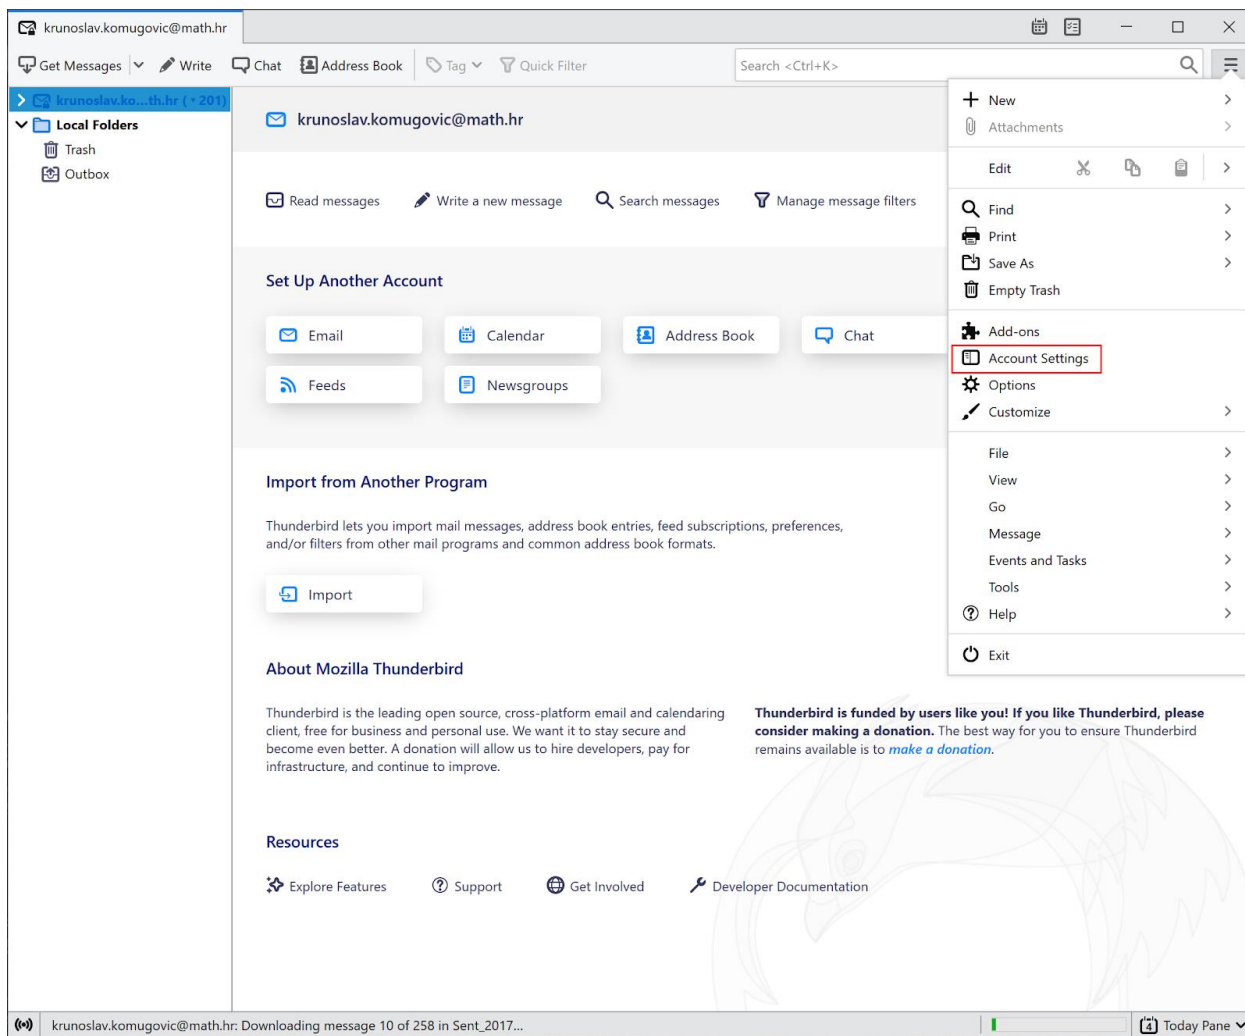 krunoslav.komugovic@math.hr
Get Messages Write Chat Address Book Tag Quick Filter Search <Ctrl+K>
krunoslav.ko...th.hr (201)
Local Folders
Trash
Outbox
krunoslav.komugovic@math.hr
Read messages Write a new message Search messages Manage message filters
Set Up Another Account
Email Calendar Address Book Chat
Feeds Newsgroups
Import from Another Program
Thunderbird lets you import mail messages, address book entries, feed subscriptions, preferences,
and/or filters from other mail programs and common address book formats.
Import
About Mozilla Thunderbird
Thunderbird is the leading open source, cross-platform email and calendaring
client, free for business and personal use. We want it to stay secure and
become even better. A donation will allow us to hire developers, pay for
infrastructure, and continue to improve.
Thunderbird is funded by users like you! If you like Thunderbird, please
consider making a donation. The best way for you to ensure Thunderbird
remains available is to make a donation.
Resources
Explore Features Support Get Involved Developer Documentation
New
Attachments
Edit
Find
Print
Save As
Empty Trash
Add-ons
Account Settings
Options
Customize
File
View
Go
Message
Events and Tasks
Tools
Help
Exit
krunoslav.komugovic@math.hr: Downloading message 10 of 258 in Sent_2017... 4 Today Pane